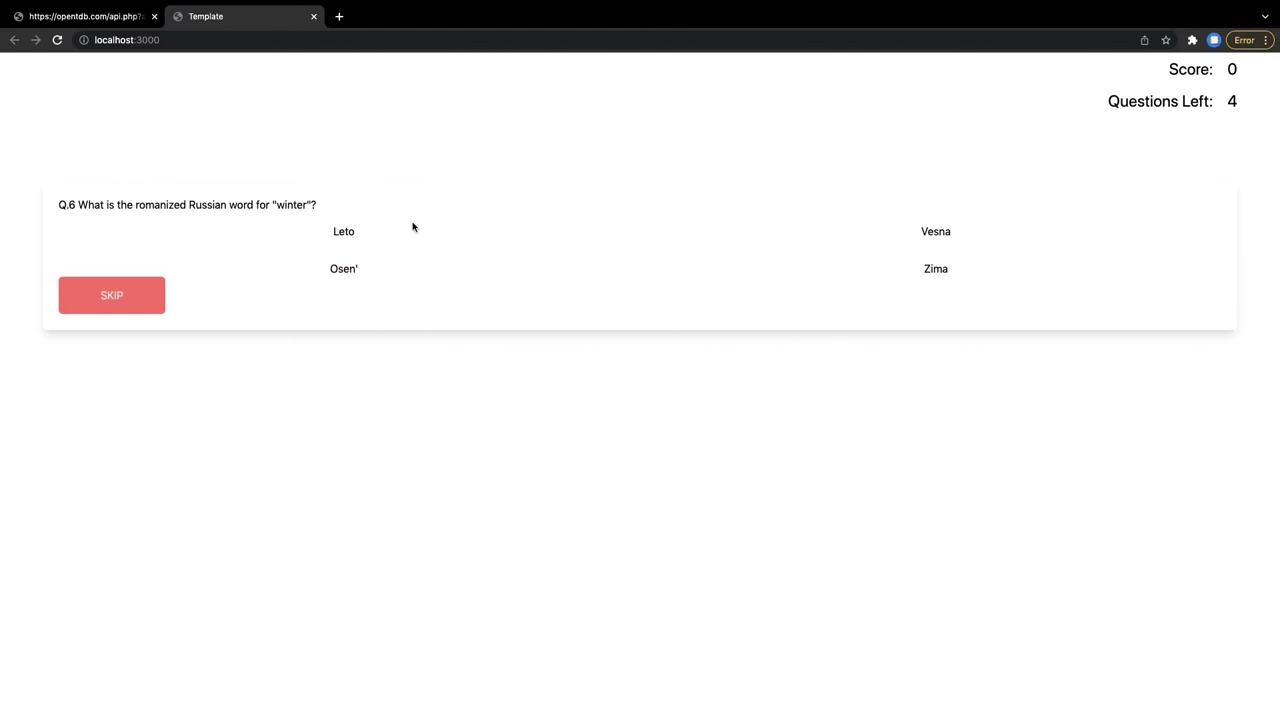 https://opentdb.com/api.php?
Template
localhost:3000
Error
Score: 0
Questions Left: 4
Q.6 What is the romanized Russian word for "winter"?
Leto
Vesna
Osen'
Zima
SKIP